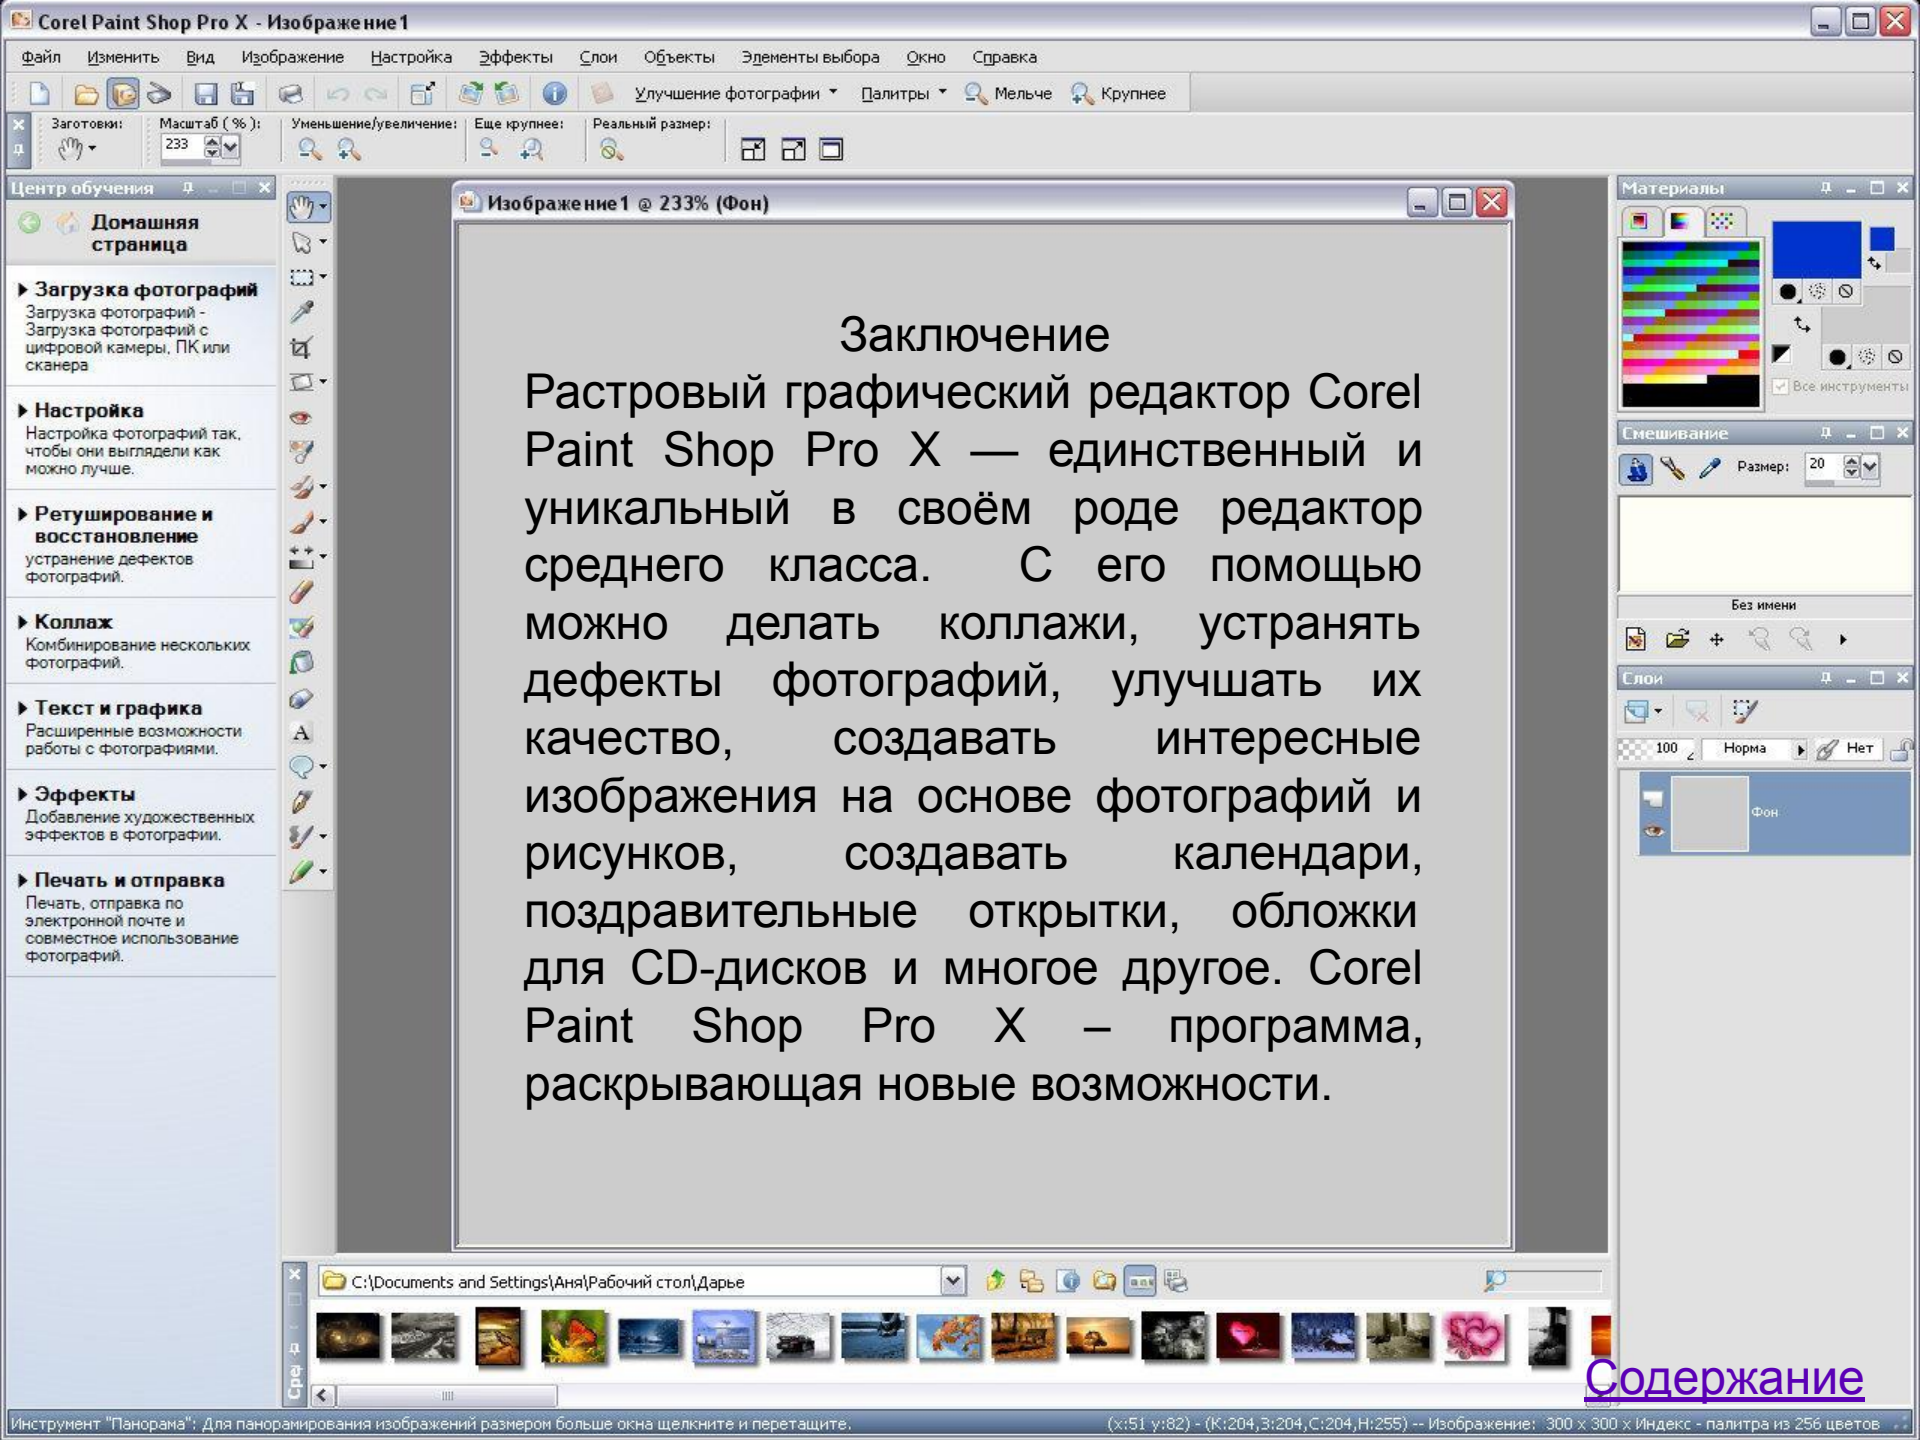 Corel Paint Shop Pro X - Изображение1
Файл Изменить Вид Изображение Настройка Эффекты Слои Объекты Элементы выбора Окно Справка
Улучшение фотографии Палитры Мельче Крупнее
Заготовки: Масштаб ( % ): Уменьшение/увеличение: Еще крупнее: Реальный размер:
233
Центр обучения
Домашняя
страница
Загрузка фотографий
Загрузка фотографий -
Загрузка фотографий с
цифровой камеры, ПК или
сканера
Настройка
Настройка фотографий так,
чтобы они выглядели как
можно лучше.
Ретуширование и
восстановление
устранение дефектов
фотографий.
Коллаж
Комбинирование нескольких
фотографий.
Текст и графика
Расширенные возможности
работы с фотографиями.
Эффекты
Добавление художественных
эффектов в фотографии.
Печать и отправка
Печать, отправка по
электронной почте и
совместное использование
фотографий.
A
Изображение1 @ 233% (Фон)
Заключение
Растровый графический редактор Corel
Paint Shop Pro X — единственный и
уникальный в своём роде редактор
среднего класса. С его помощью
можно делать коллажи, устранять
дефекты фотографий, улучшать их
качество, создавать интересные
изображения на основе фотографий и
рисунков, создавать календари,
поздравительные открытки, обложки
для CD-дисков и многое другое. Corel
Paint Shop Pro X – программа,
раскрывающая новые возможности.
Материалы
Все инструменты
Смешивание
Размер: 20
Без имени
Слои
100 Норма Нет
Фон
C:\Documents and Settings\Аня\Рабочий стол\Дарье
Содержание
Инструмент "Панорама": Для панорамирования изображений размером больше окна щелкните и перетащите.
(x:51 y:82) - (К:204,З:204,С:204,Н:255) -- Изображение: 300 x 300 x Индекс - палитра из 256 цветов